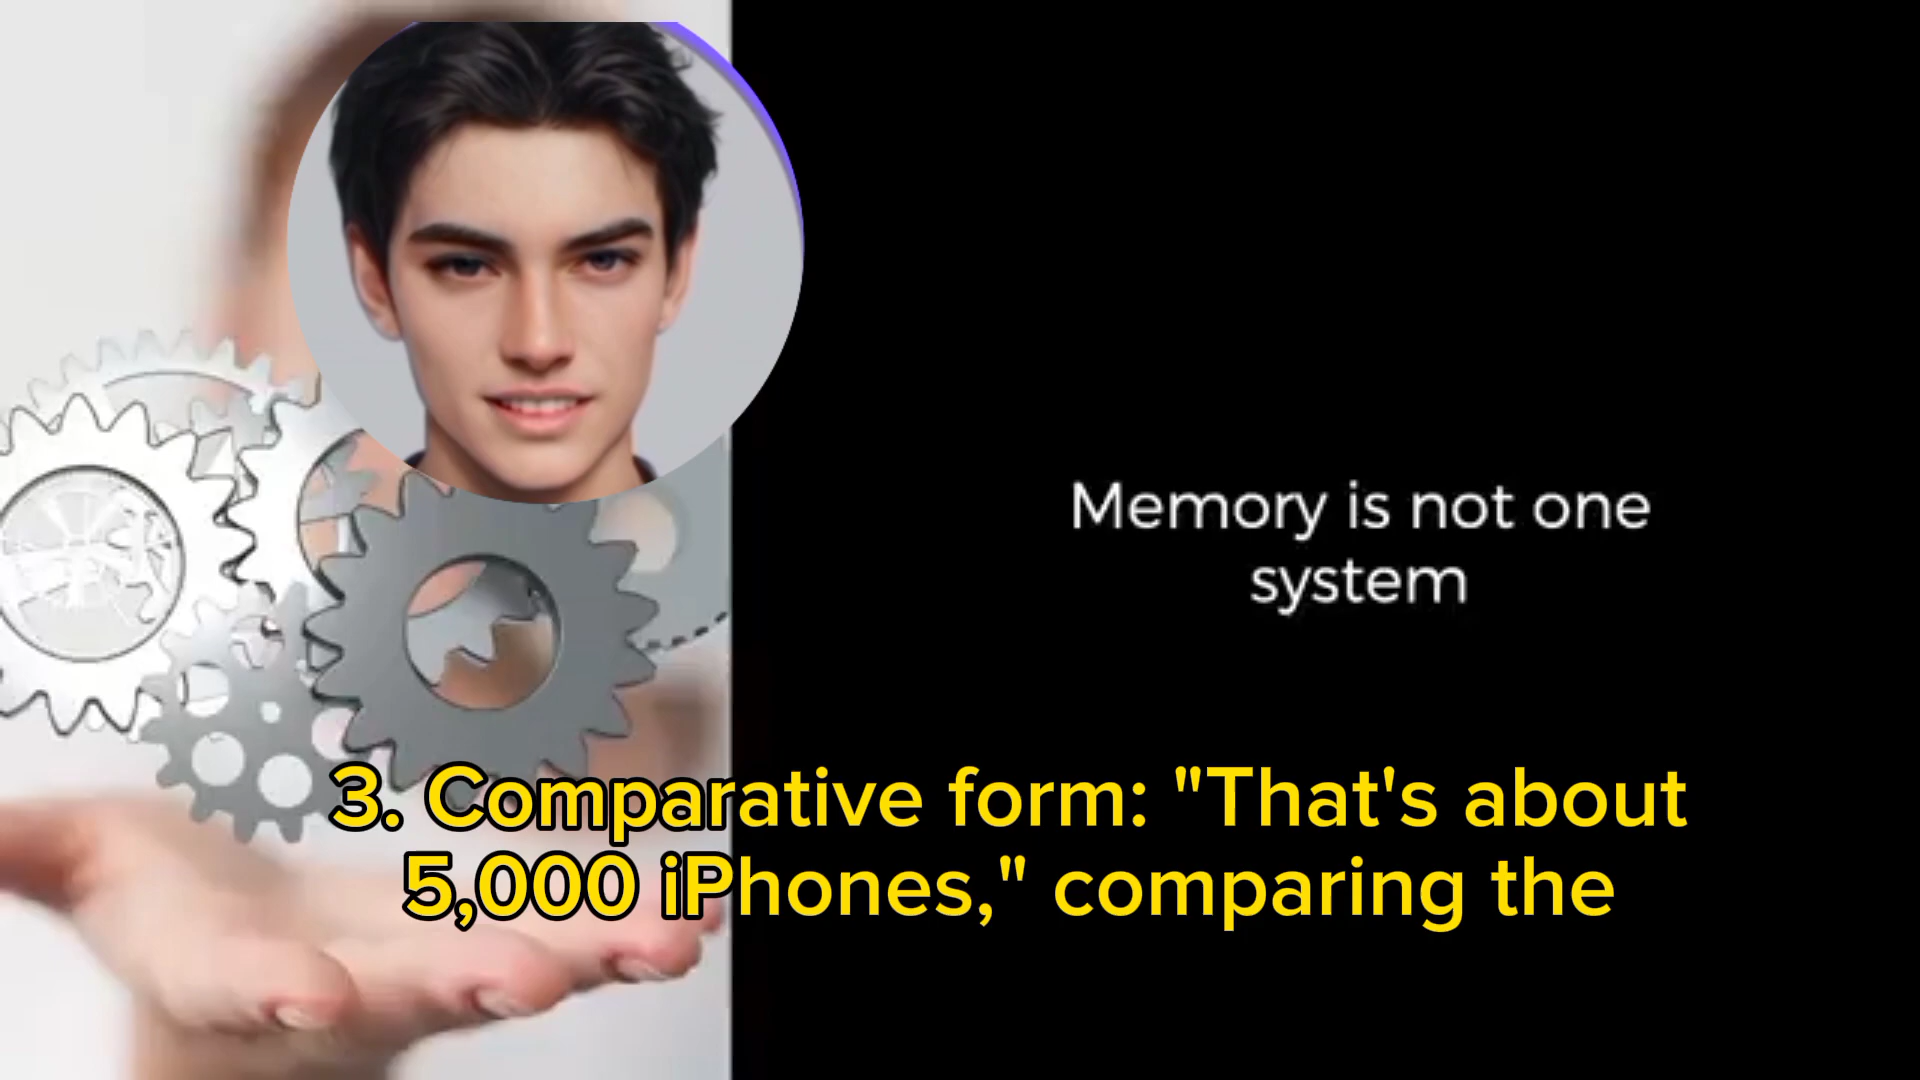 Memory is not one
system
3. Comparative form: "That's about
5,000 iPhones," comparing the